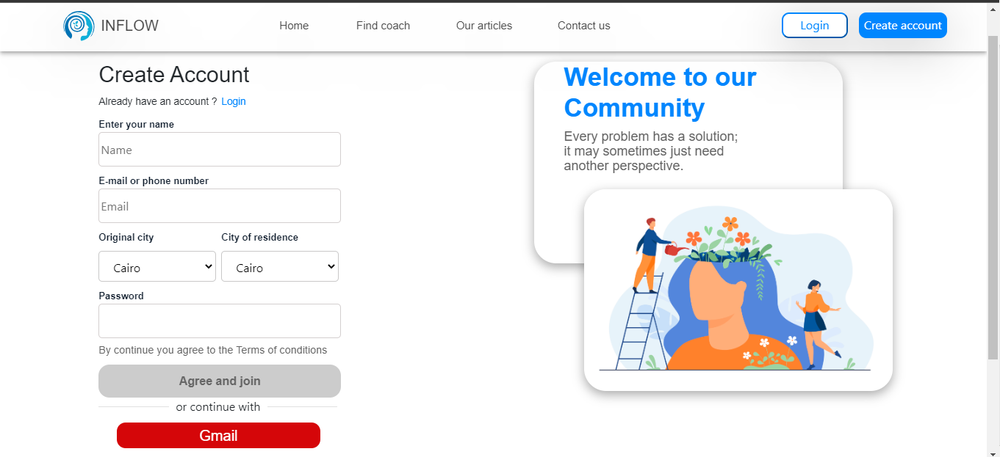 INFLOW
Home
Find coach
Our articles
Contact us
Login
Create account
Create Account
Already have an account ? Login
Enter your name
Name
E-mail or phone number
Email
Original city
City of residence
Cairo
Cairo
Password
By continue you agree to the Terms of conditions
Agree and join
or continue with
Gmail
Welcome to our
Community
Every problem has a solution;
it may sometimes just need
another perspective.